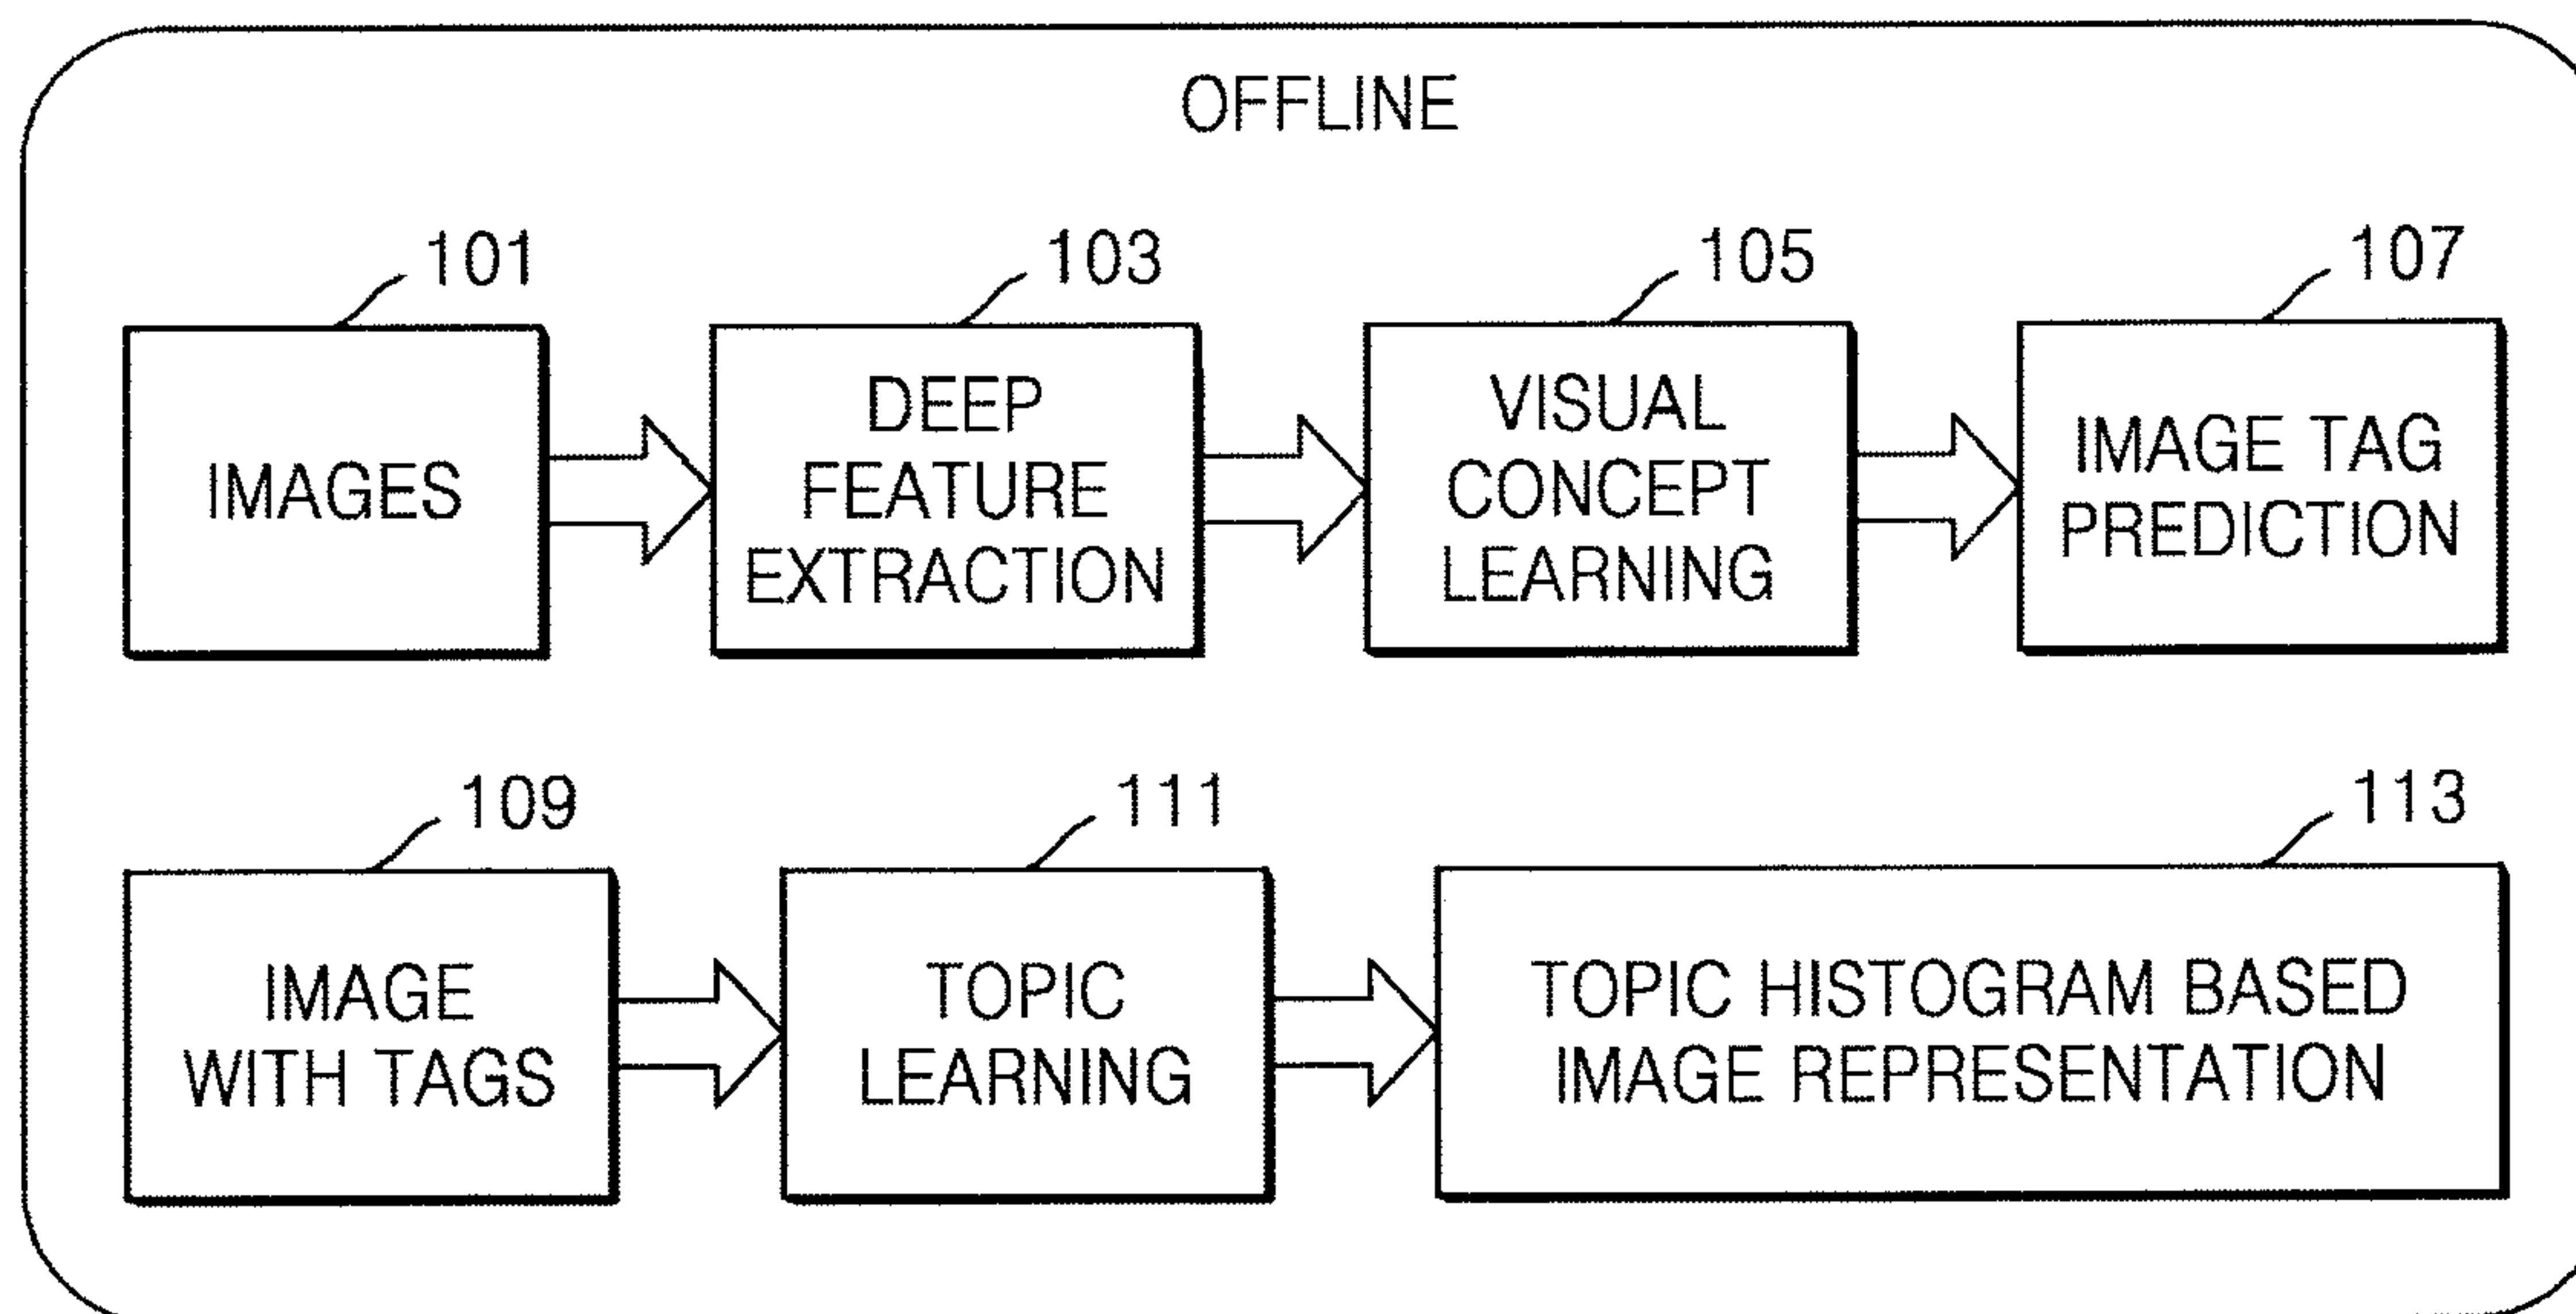 OFFLINE
101
103
105
107
IMAGES
DEEP
FEATURE
EXTRACTION
VISUAL
CONCEPT
LEARNING
IMAGE TAG
PREDICTION
109
111
113
IMAGE
WITH TAGS
TOPIC
LEARNING
TOPIC HISTOGRAM BASED
IMAGE REPRESENTATION